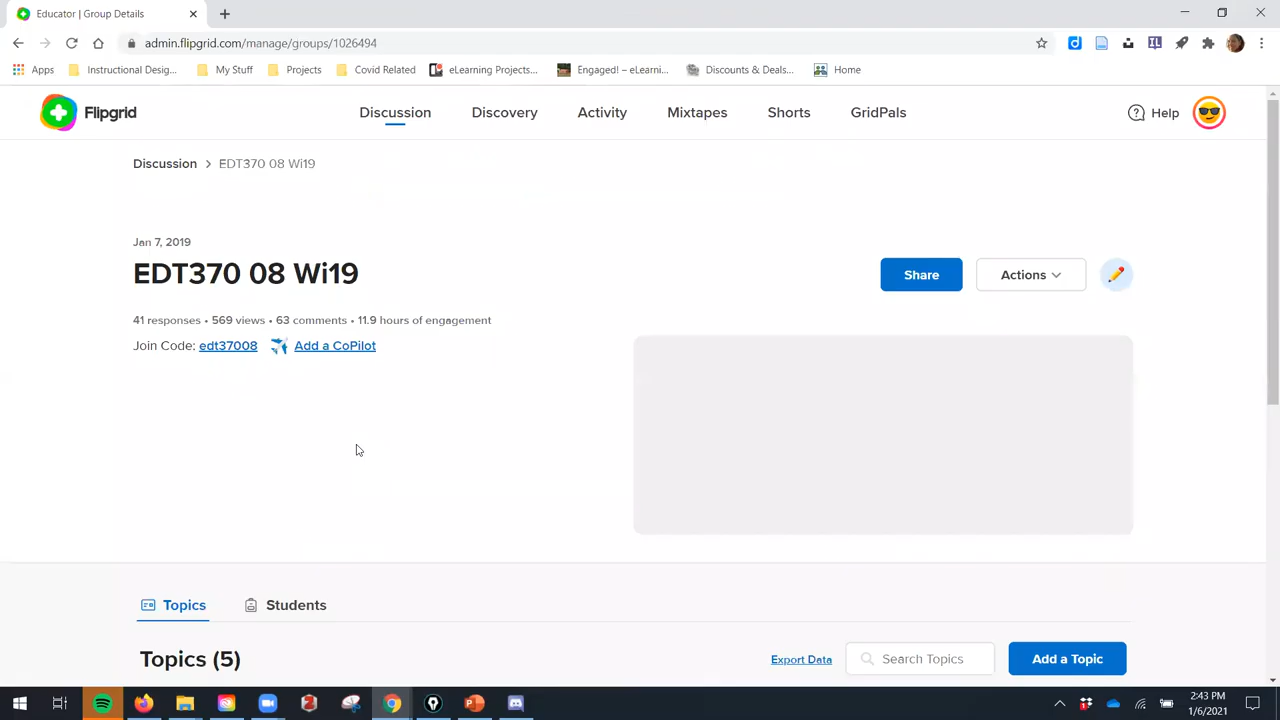 Educator | Group Details
admin.flipgrid.com/manage/groups/1026494
Apps Instructional Desig... My Stuff Projects Covid Related eLearning Projects... Engaged! – eLearni... Discounts & Deals... Home
Flipgrid Discussion Discovery Activity Mixtapes Shorts GridPals Help
Discussion > EDT370 08 Wi19
Jan 7, 2019
EDT370 08 Wi19
Share Actions
41 responses • 569 views • 63 comments • 11.9 hours of engagement
Join Code: edt37008 Add a CoPilot
Topics Students
Topics (5) Export Data Search Topics Add a Topic
2:43 PM
1/6/2021